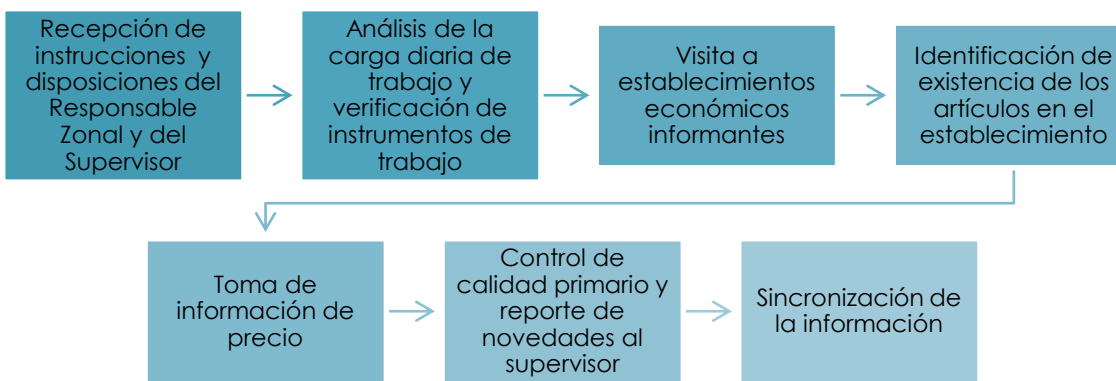 Recepción de
instrucciones y
disposiciones del
Responsable
Zonal y del
Supervisor
Análisis de la
carga diaria de
trabajo y
verificación de
instrumentos de
trabajo
Visita a
establecimientos
económicos
informantes
Identificación de
existencia de los
artículos en el
establecimiento
Toma de
información de
precio
Control de
calidad primario y
reporte de
novedades al
supervisor
Sincronización de
la información